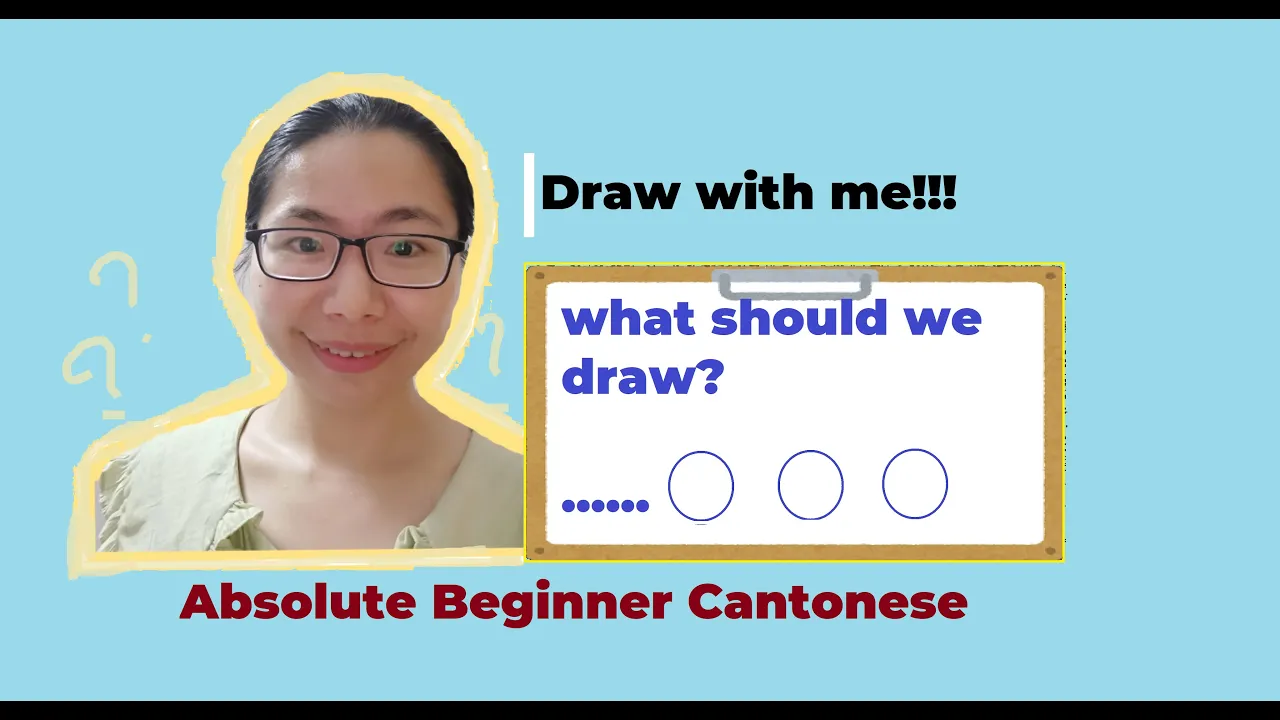 Draw with me!!!
what should we
draw?
......
Absolute Beginner Cantonese